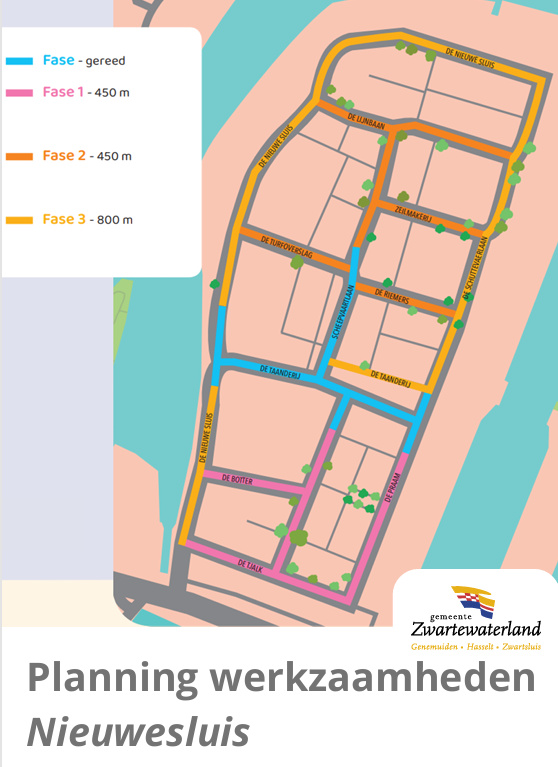 Fase - gereed
Fase 1 - 450 m
Fase 2 - 450 m
Fase 3 - 800 m
DE NIEUWE SLUIS
DE LIJNBAAN
DE NIEUWE SLUIS
ZEILMAKERIJ
DE TURFOVERSLAG
DE SCHUTTEVAERLAAN
DE RIEMERS
SCHEEPVAARTLAAN
DE TAANDERIJ
DE TAANDERIJ
DE NIEUWE SLUIS
DE BOTTER
DE PRAAM
DE TJALK
gemeente
Zwartewaterland
Genemuiden • Hasselt • Zwartsluis
Planning werkzaamheden
Nieuwesluis